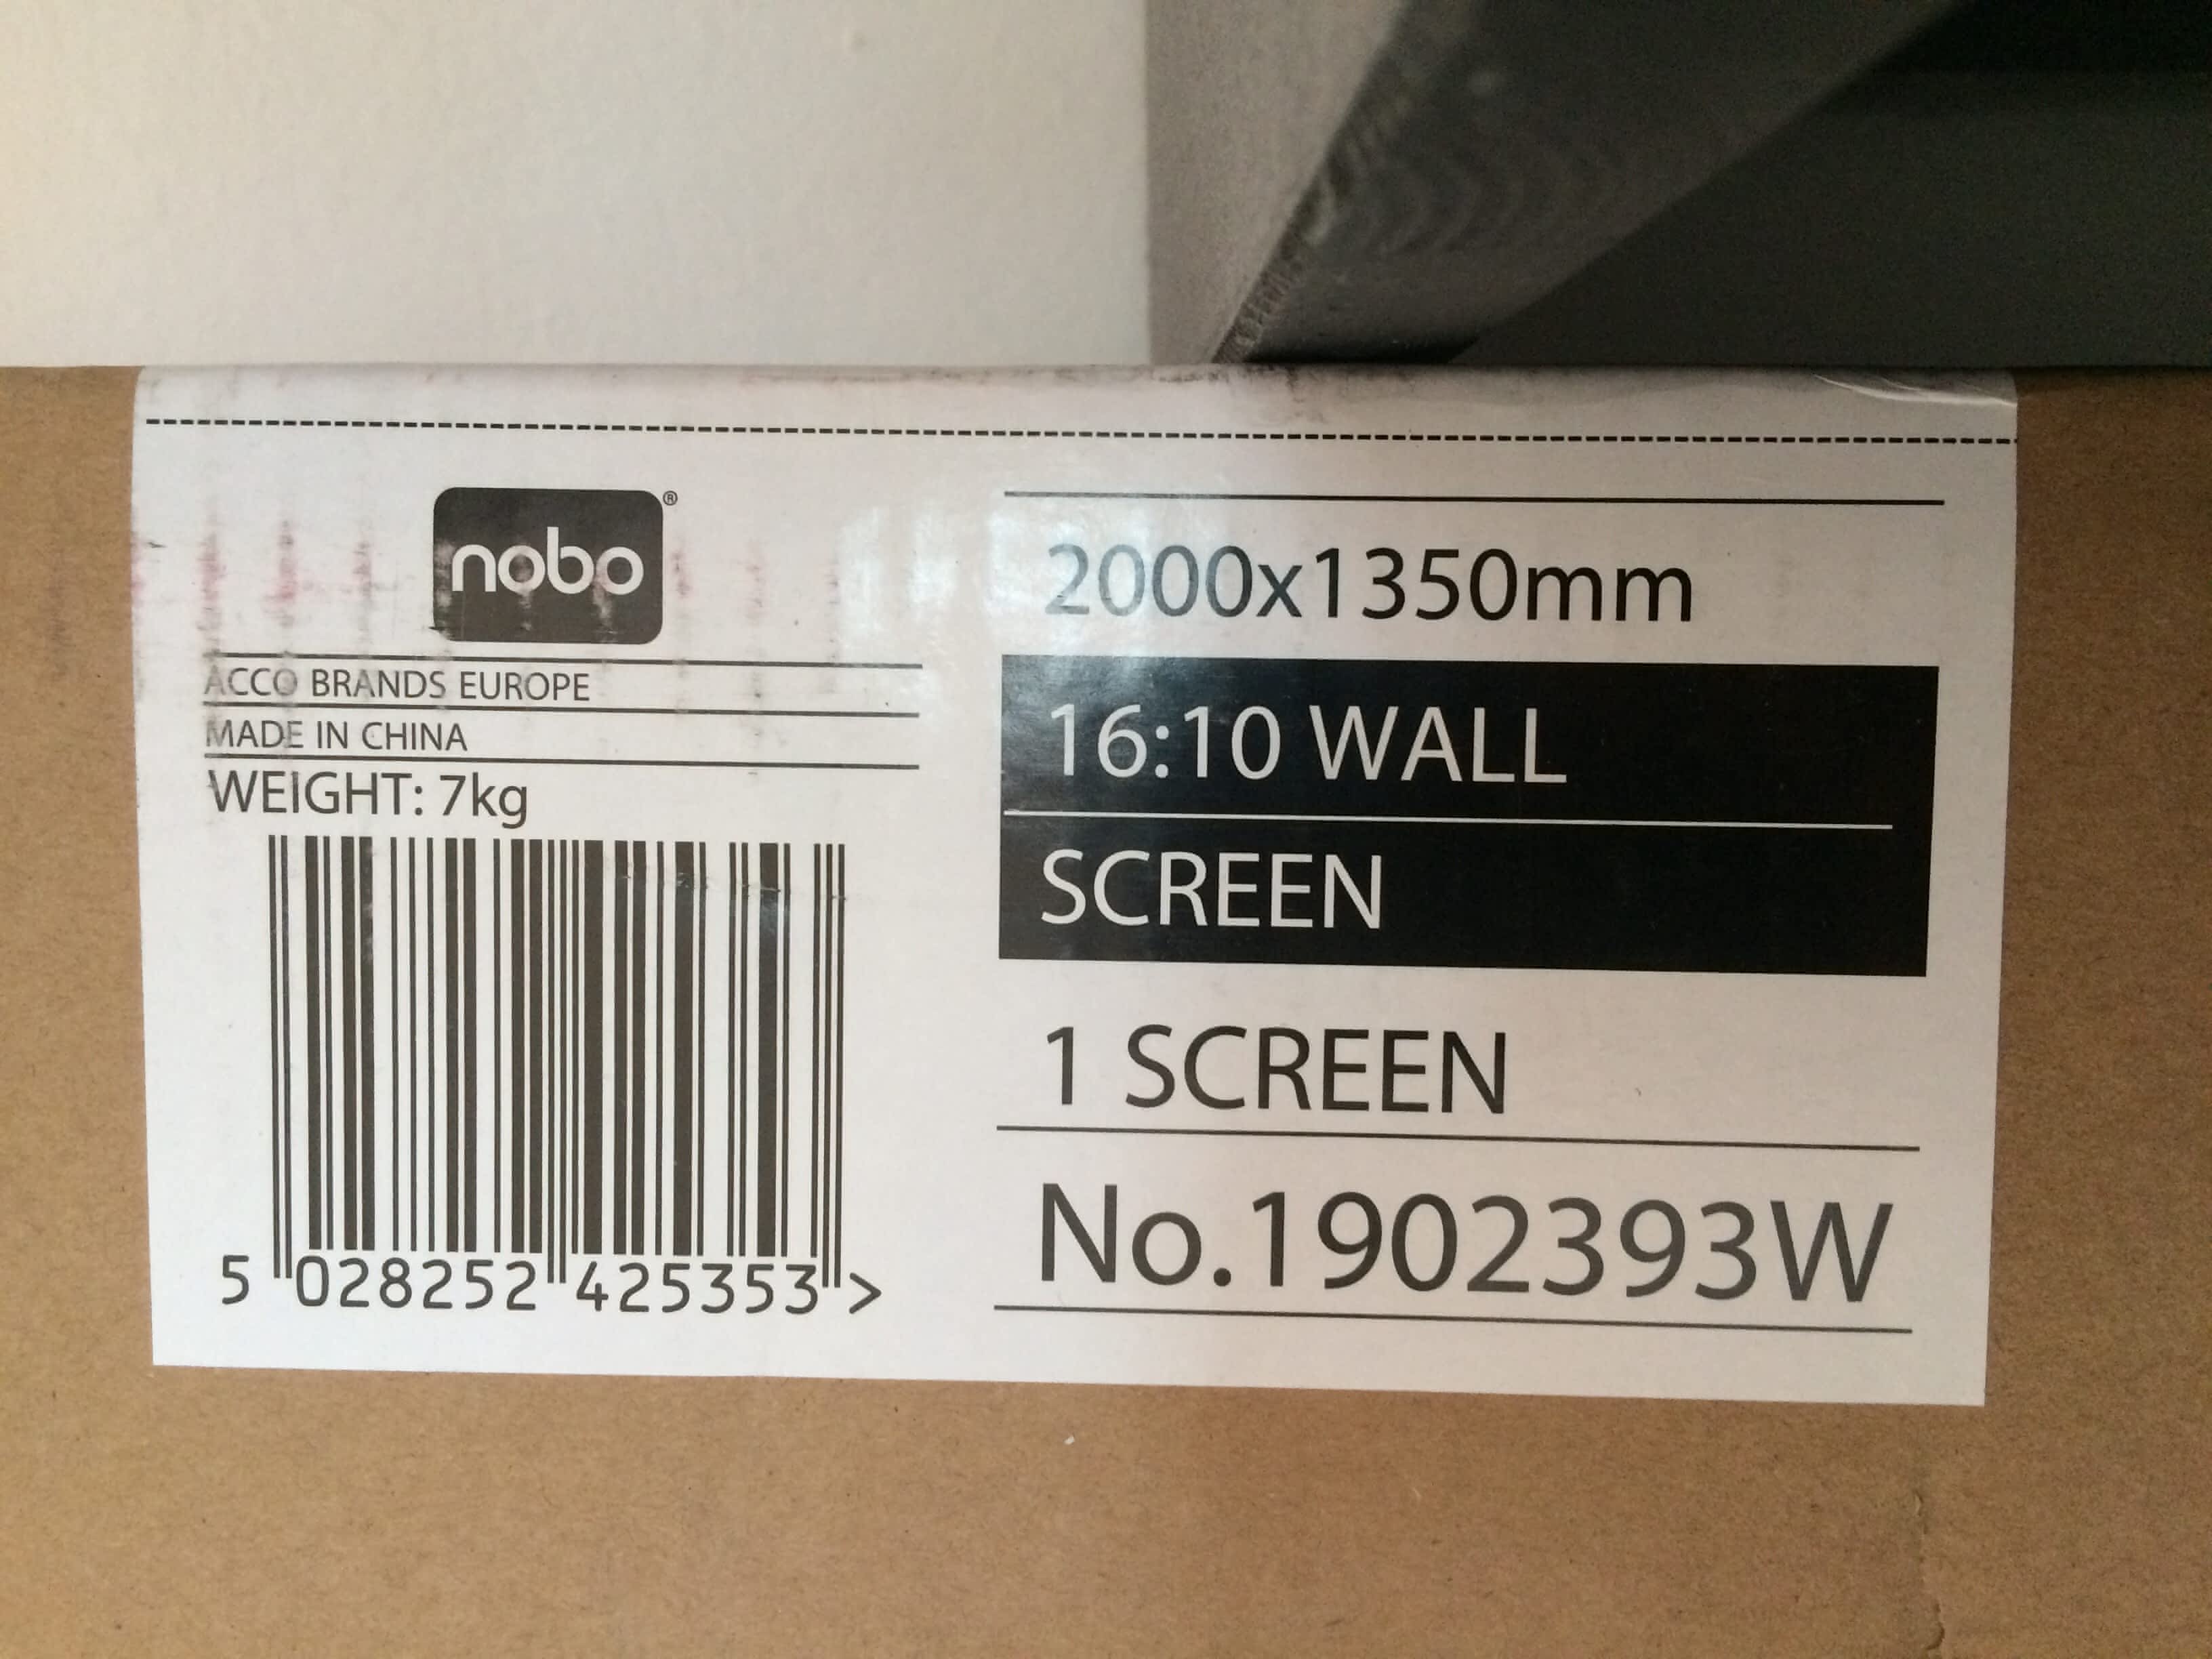 nobo®
ACCO BRANDS EUROPE
MADE IN CHINA
WEIGHT: 7kg
5 028252 425353 >
2000x1350mm
16:10 WALL
SCREEN
1 SCREEN
No.1902393W